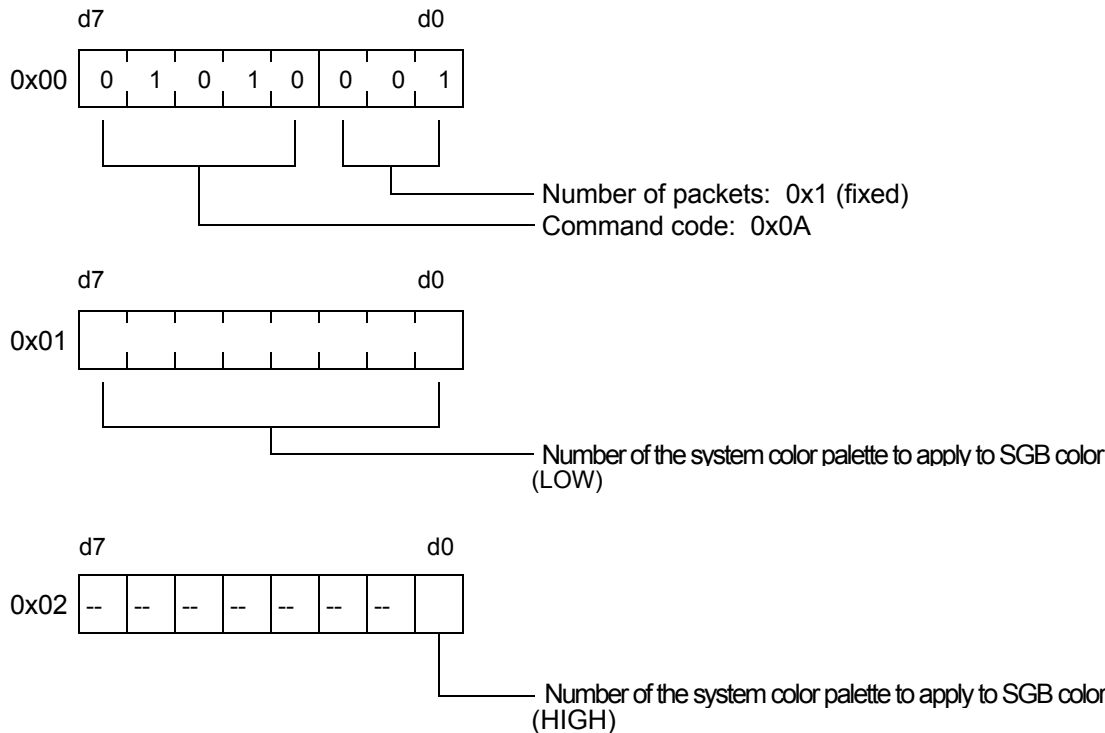 d7 d0
0x00 0 1 0 1 0 0 0 1
Number of packets: 0x1 (fixed)
Command code: 0x0A
d7 d0
0x01
Number of the system color palette to apply to SGB color
(LOW)
d7 d0
0x02 -- -- -- -- -- -- --
Number of the system color palette to apply to SGB color
(HIGH)